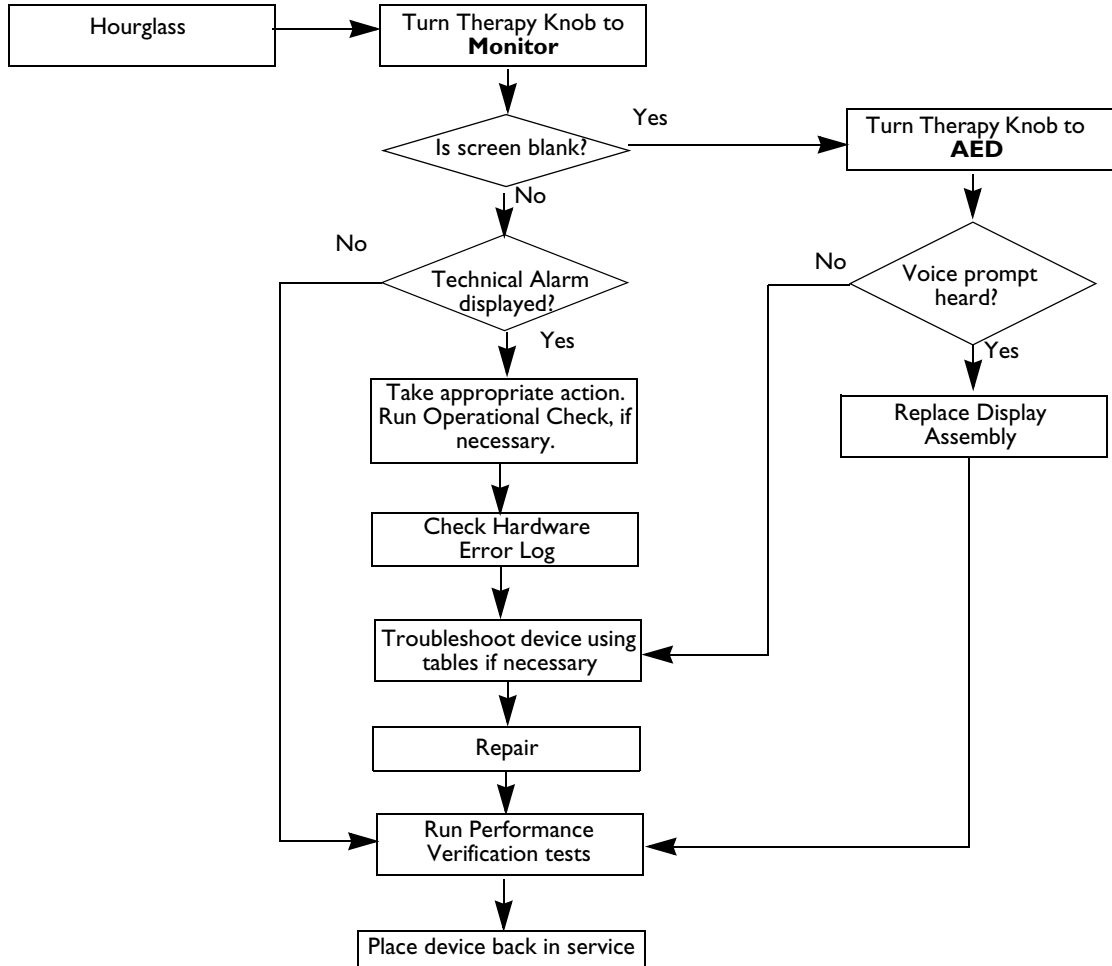 Hourglass
Turn Therapy Knob to
Monitor
Is screen blank?
Yes
Turn Therapy Knob to
AED
No
No
Technical Alarm
displayed?
Yes
No
Voice prompt
heard?
Yes
Take appropriate action.
Run Operational Check, if
necessary.
Replace Display
Assembly
Check Hardware
Error Log
Troubleshoot device using
tables if necessary
Repair
Run Performance
Verification tests
Place device back in service